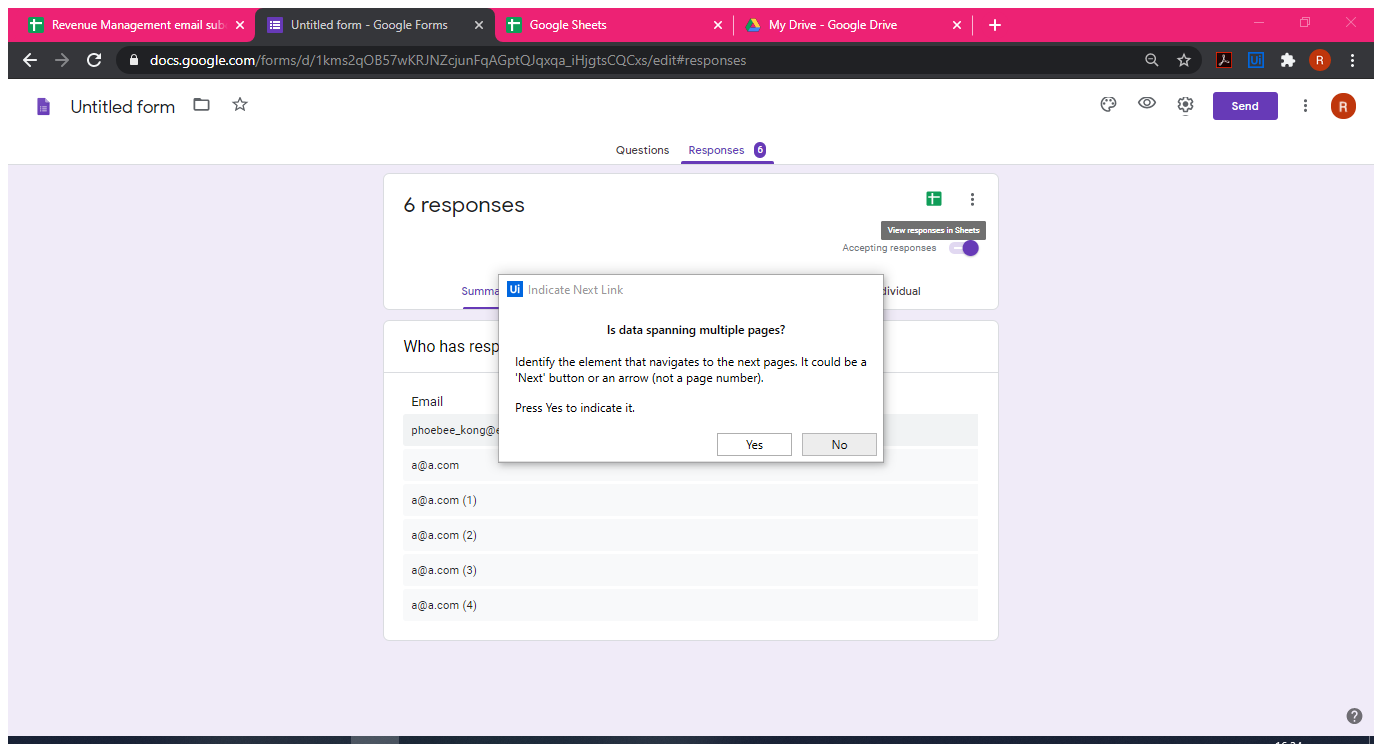 Revenue Management email sub
Untitled form - Google Forms
Google Sheets
My Drive - Google Drive
docs.google.com/forms/d/1kms2qOB57wKRJNZcjunFqAGptQJqxqa_iHjgtsCQCxs/edit#responses
R
Untitled form
Send
R
Questions
Responses 6
6 responses
View responses in Sheets
Accepting responses
Summa
dividual
Ui Indicate Next Link
Is data spanning multiple pages?
Identify the element that navigates to the next pages. It could be a
'Next' button or an arrow (not a page number).
Press Yes to indicate it.
Yes
No
Who has resp
Email
phoebee_kong@e
a@a.com
a@a.com (1)
a@a.com (2)
a@a.com (3)
a@a.com (4)